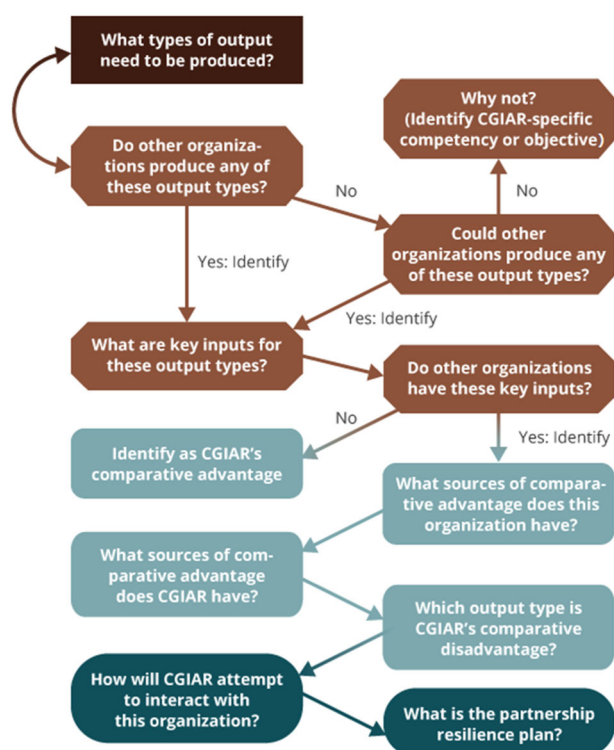 What types of output
need to be produced?
Why not?
(Identify CGIAR-specific
competency or objective)
Do other organiza-
tions produce any of
these output types?
No
No
Could other
organizations produce any
of these output types?
Yes: Identify
Yes: Identify
What are key inputs for
these output types?
Do other organizations
have these key inputs?
No
Yes: Identify
Identify as CGIAR's
comparative advantage
What sources of compara-
tive advantage does this
organization have?
What sources of com-
parative advantage
does CGIAR have?
Which output type is
CGIAR's comparative
disadvantage?
How will CGIAR attempt
to interact with
this organization?
What is the partnership
resilience plan?